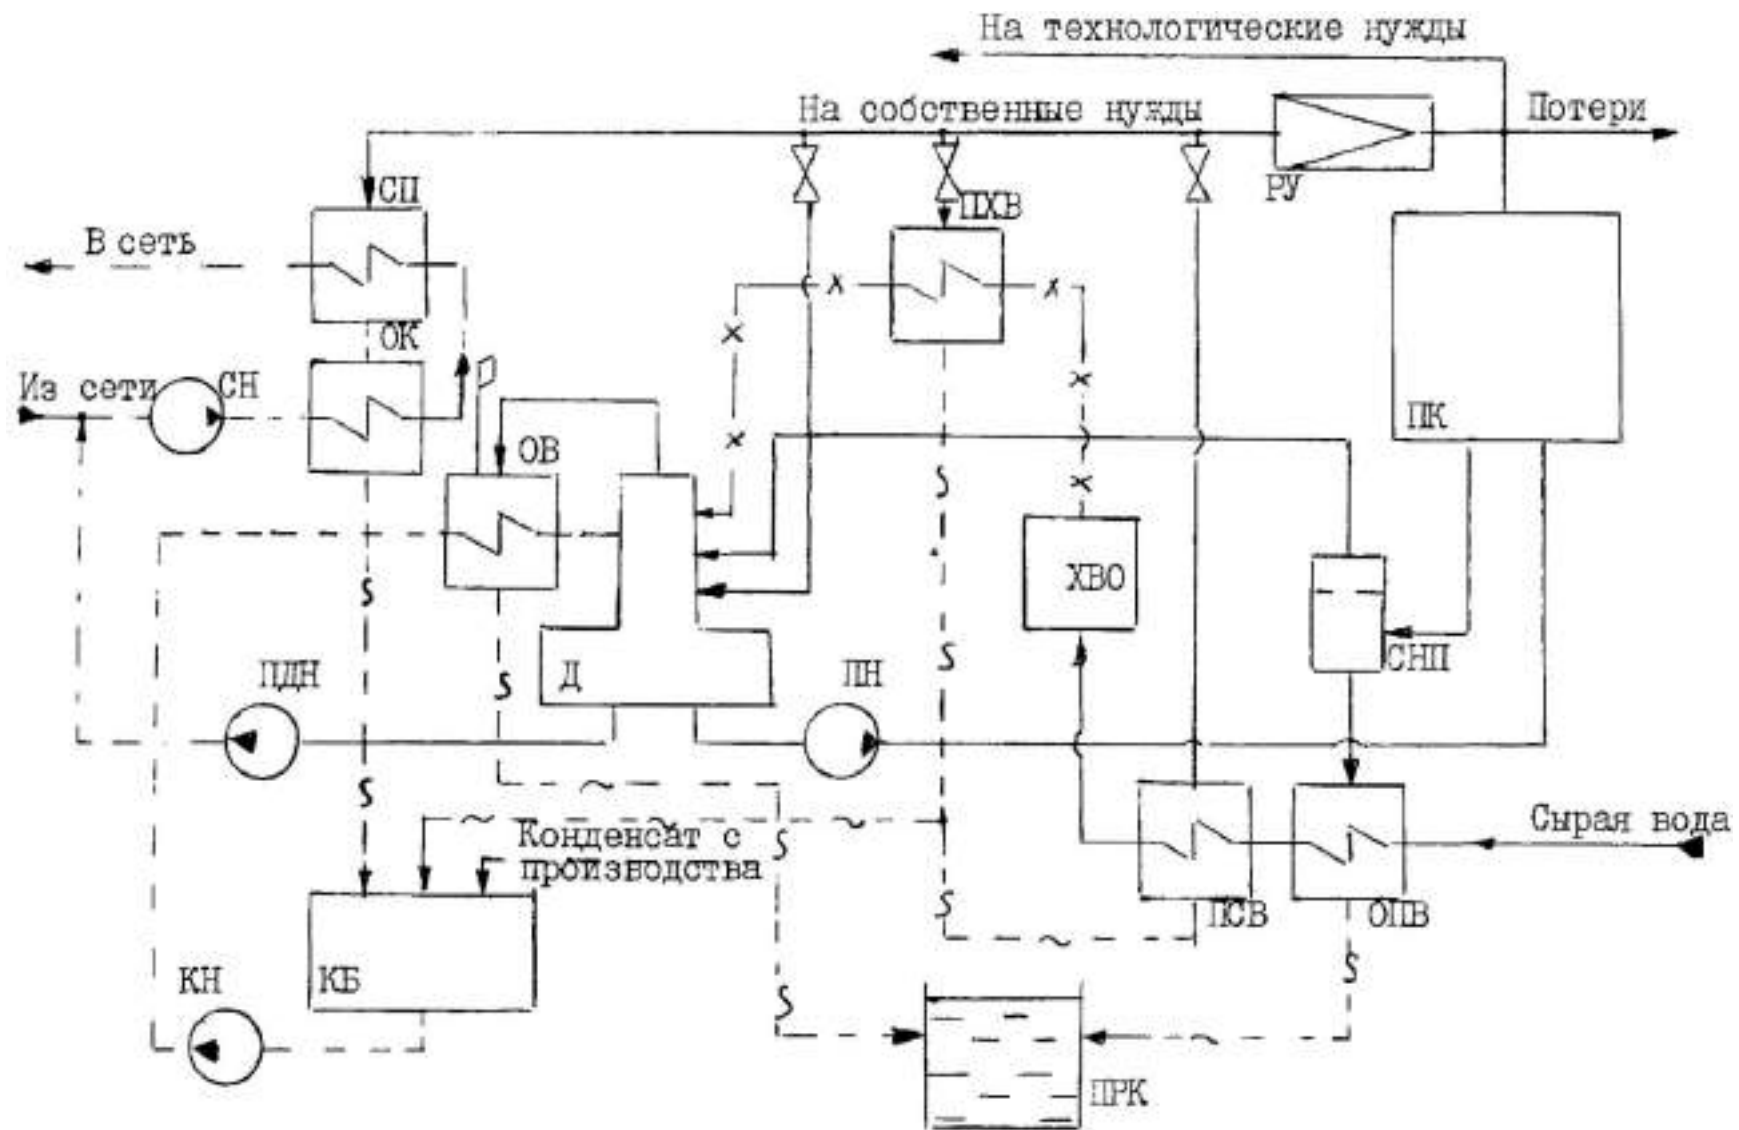 На технологические нужды
На собственные нужды
Потери
РУ
СП
ПХВ
В сеть
ОК
Из сети
СН
ПК
ОВ
ХВО
СНП
ПДН
Д
ПН
Сырая вода
Конденсат с
производства
ПСВ
ОПВ
КН
КБ
ПРК